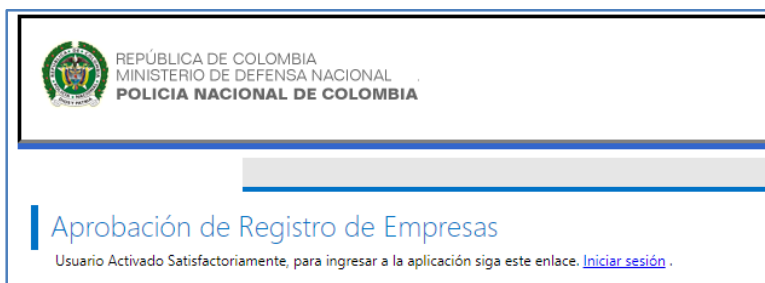 REPÚBLICA DE COLOMBIA
MINISTERIO DE DEFENSA NACIONAL
POLICIA NACIONAL DE COLOMBIA
Aprobación de Registro de Empresas
Usuario Activado Satisfactoriamente, para ingresar a la aplicación siga este enlace. Iniciar sesión .